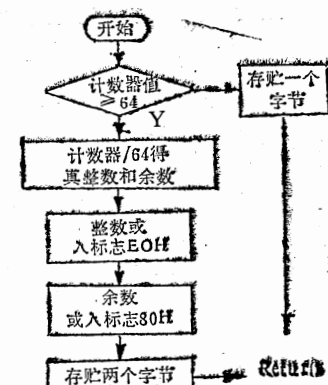 开始
计数器值
≥64
Y
存贮一个
字节
计数器/64得
真整数和余数
整数或
入标志E0H
余数
或入标志80H
存贮两个字节
Return